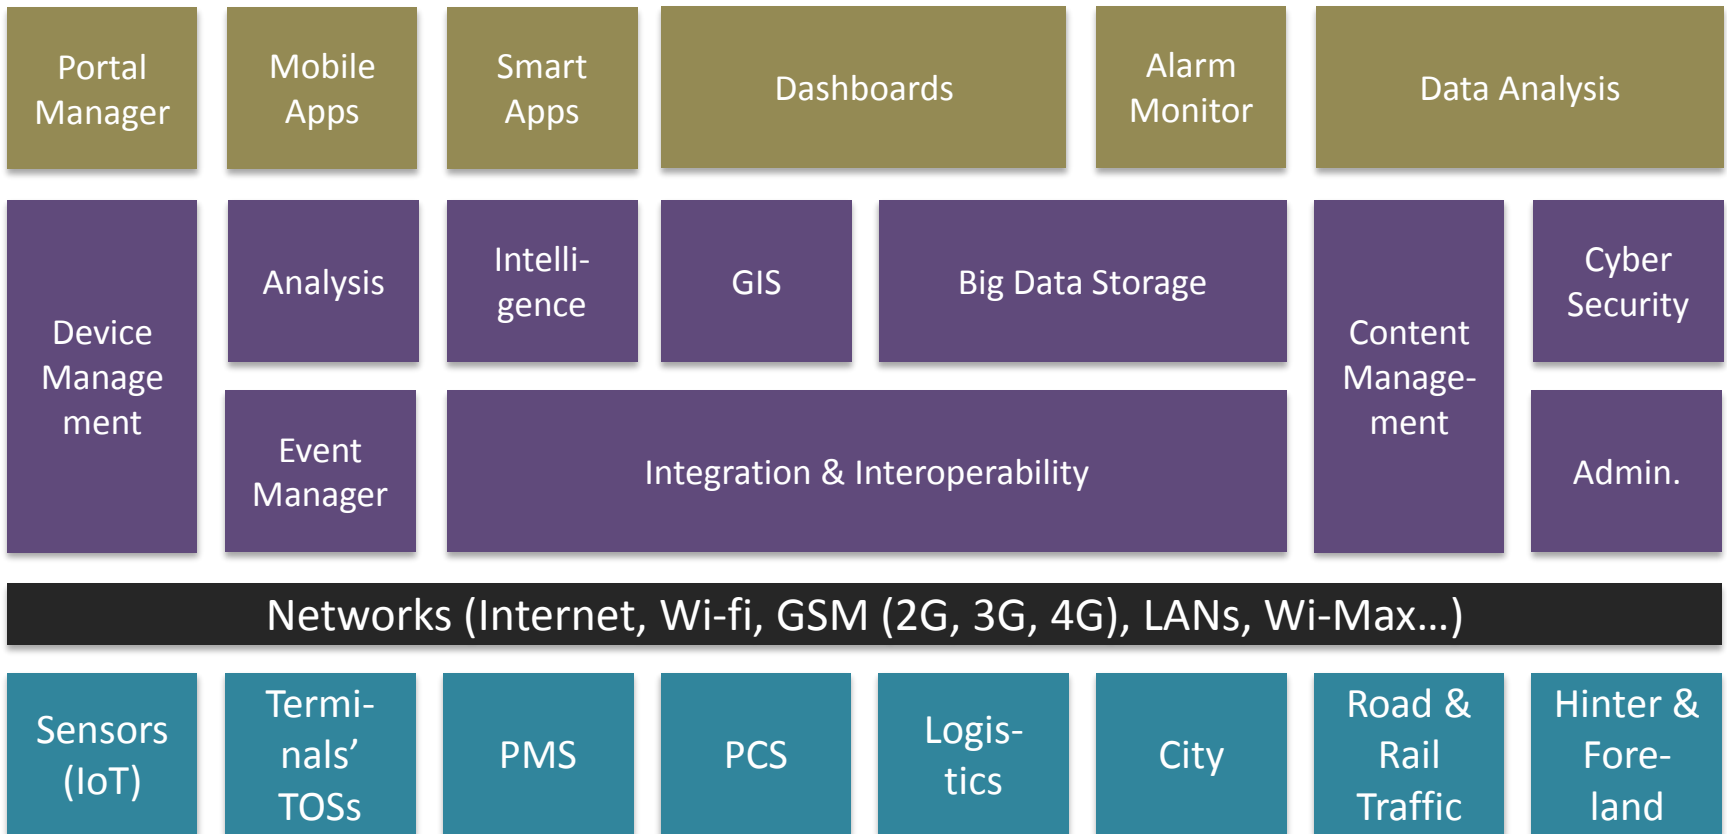 Portal
Manager
Mobile
Apps
Smart
Apps
Dashboards
Alarm
Monitor
Data Analysis
Device
Manage
ment
Analysis
Intelli-
gence
GIS
Big Data Storage
Content
Manage-
ment
Cyber
Security
Event
Manager
Integration & Interoperability
Admin.
Networks (Internet, Wi-fi, GSM (2G, 3G, 4G), LANs, Wi-Max…)
Sensors
(IoT)
Termi-
nals’
TOSs
PMS
PCS
Logis-
tics
City
Road &
Rail
Traffic
Hinter &
Fore-
land